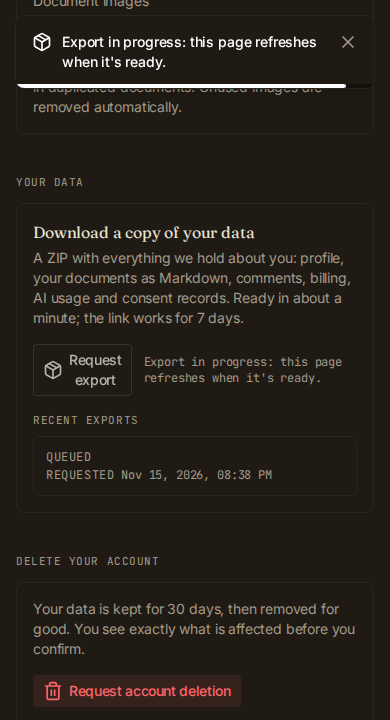 Document images
Export in progress: this page refreshes
when it's ready.
in duplicated documents. Unused images are
removed automatically.
YOUR DATA
Download a copy of your data
A ZIP with everything we hold about you: profile,
your documents as Markdown, comments, billing,
AI usage and consent records. Ready in about a
minute; the link works for 7 days.
Request
export
Export in progress: this page
refreshes when it's ready.
RECENT EXPORTS
QUEUED
REQUESTED Nov 15, 2026, 08:38 PM
DELETE YOUR ACCOUNT
Your data is kept for 30 days, then removed for
good. You see exactly what is affected before you
confirm.
Request account deletion